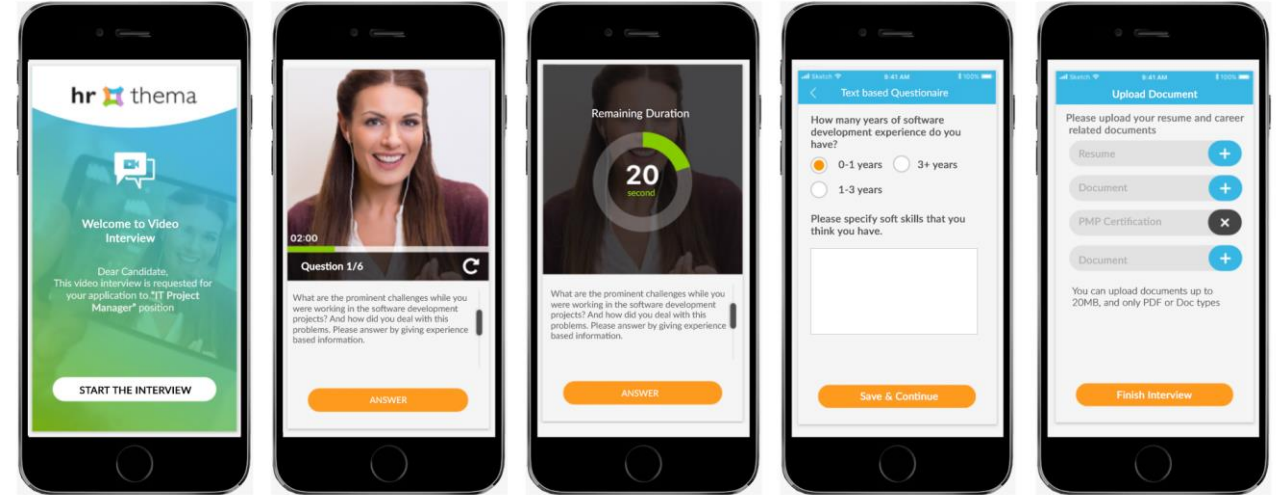 hr thema
Welcome to Video
Interview
Dear Candidate,
This video interview is requested for
your application to "IT Project
Manager" position
START THE INTERVIEW
02:00
Question 1/6
What are the prominent challenges while you
were working in the software development
projects? And how did you deal with this
problems. Please answer by giving experience
based information.
ANSWER
Remaining Duration
20
second
What are the prominent challenges while you
were working in the software development
projects? And how did you deal with this
problems. Please answer by giving experience
based information.
ANSWER
Sketch 9:41 AM 100%
Text based Questionaire
How many years of software
development experience do you
have?
0-1 years 3+ years
1-3 years
Please specify soft skills that you
think you have.
Save & Continue
Sketch 9:41 AM 100%
Upload Document
Please upload your resume and career
related documents
Resume
Document
PMP Certification
Document
You can upload documents up to
20MB, and only PDF or Doc types
Finish Interview